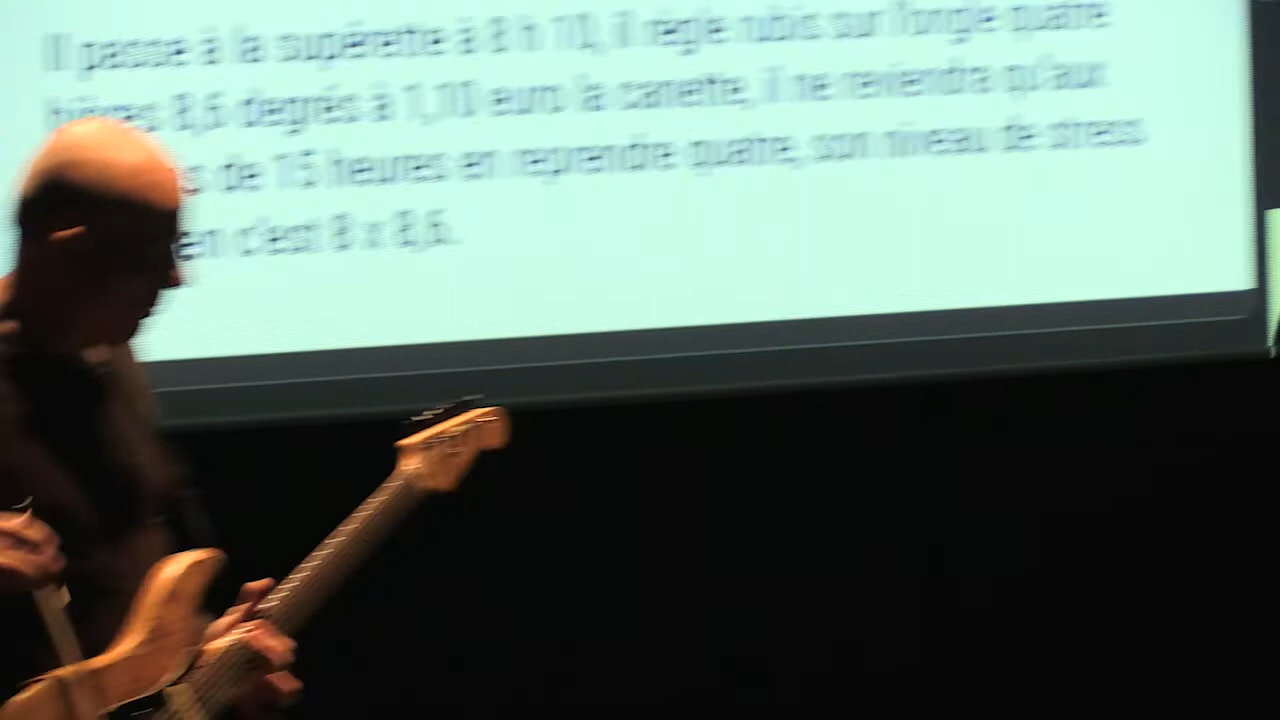 Il passe à la supérette à 8 h 10, il règle rubis sur l'ongle quatre
bières 8,6 degrés à 1,10 euro la canette, il ne reviendra qu'aux
de 15 heures en reprendre quatre, son niveau de stress
c'est 8 x 8,6.